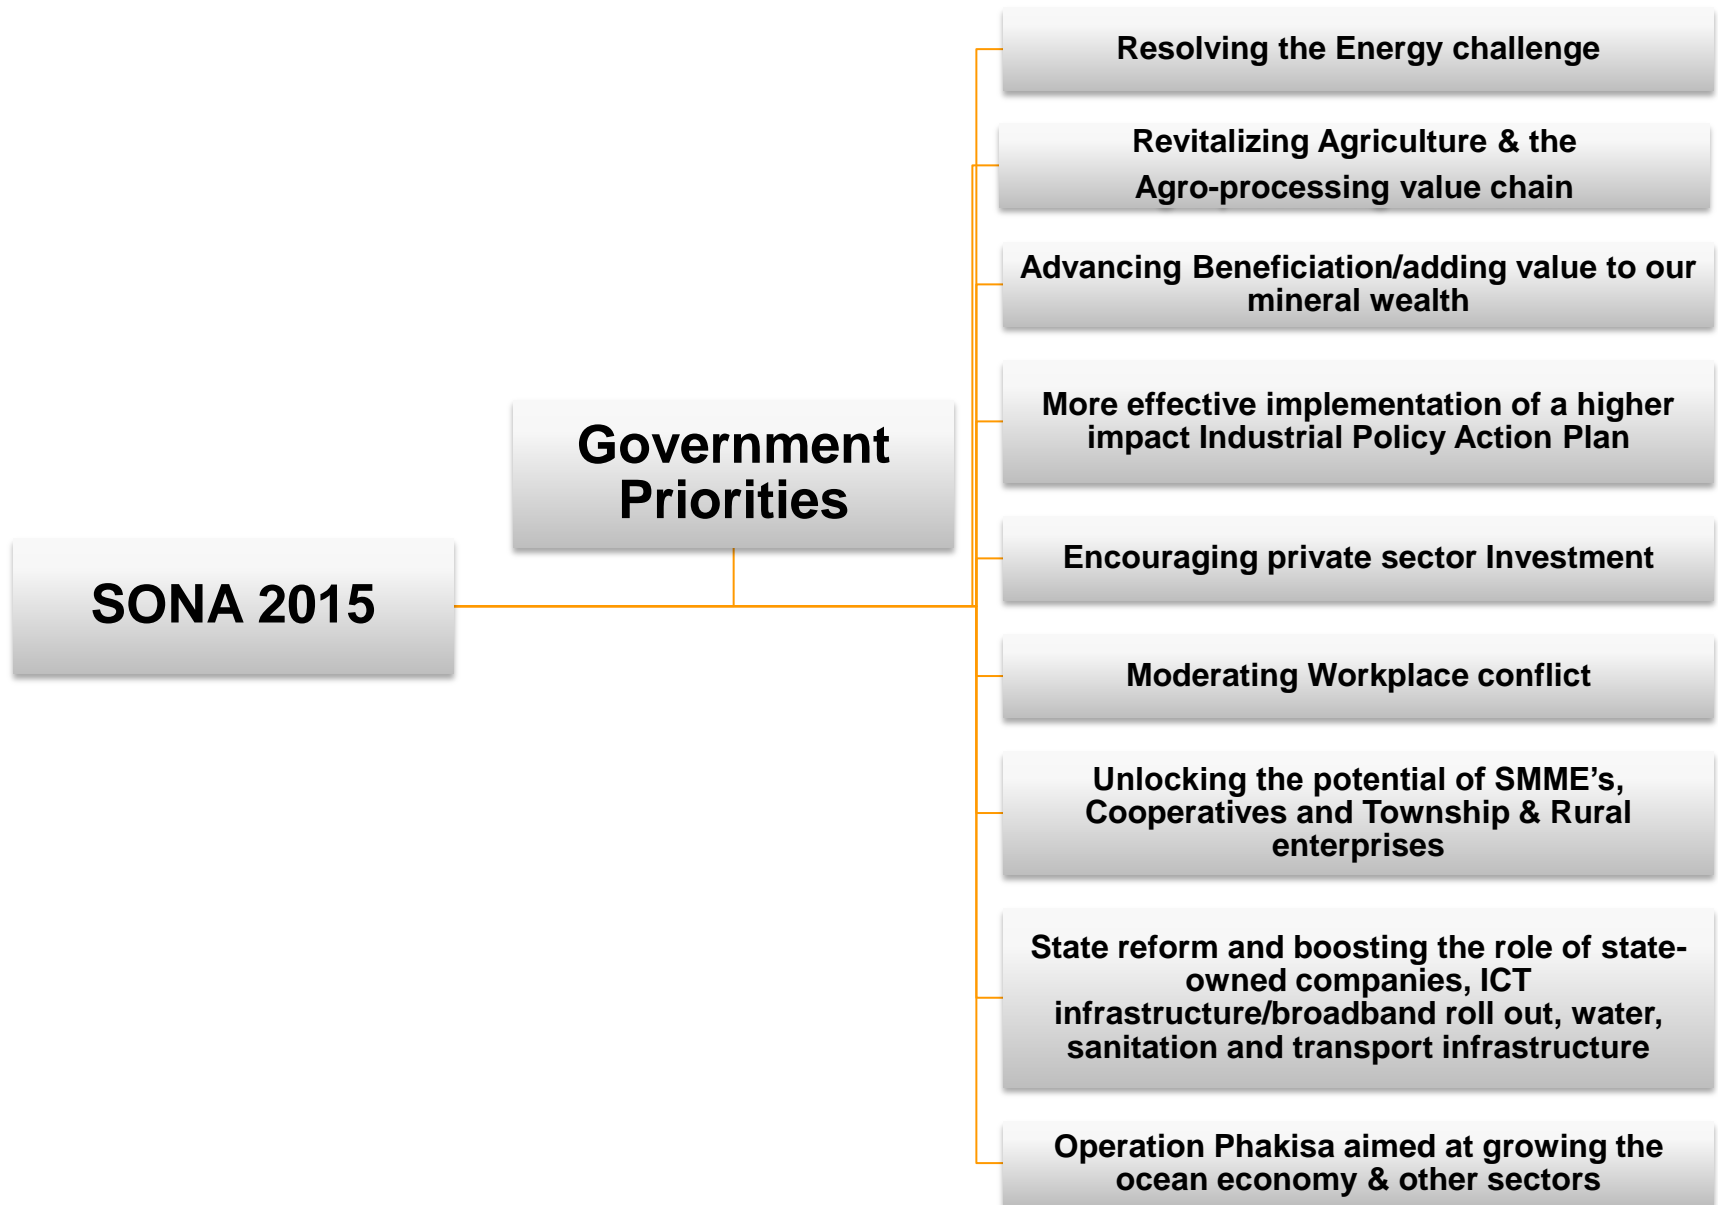 SONA 2015
Government
Priorities
Resolving the Energy challenge
Revitalizing Agriculture & the
Agro-processing value chain
Advancing Beneficiation/adding value to our
mineral wealth
More effective implementation of a higher
impact Industrial Policy Action Plan
Encouraging private sector Investment
Moderating Workplace conflict
Unlocking the potential of SMME’s,
Cooperatives and Township & Rural
enterprises
State reform and boosting the role of state-
owned companies, ICT
infrastructure/broadband roll out, water,
sanitation and transport infrastructure
Operation Phakisa aimed at growing the
ocean economy & other sectors